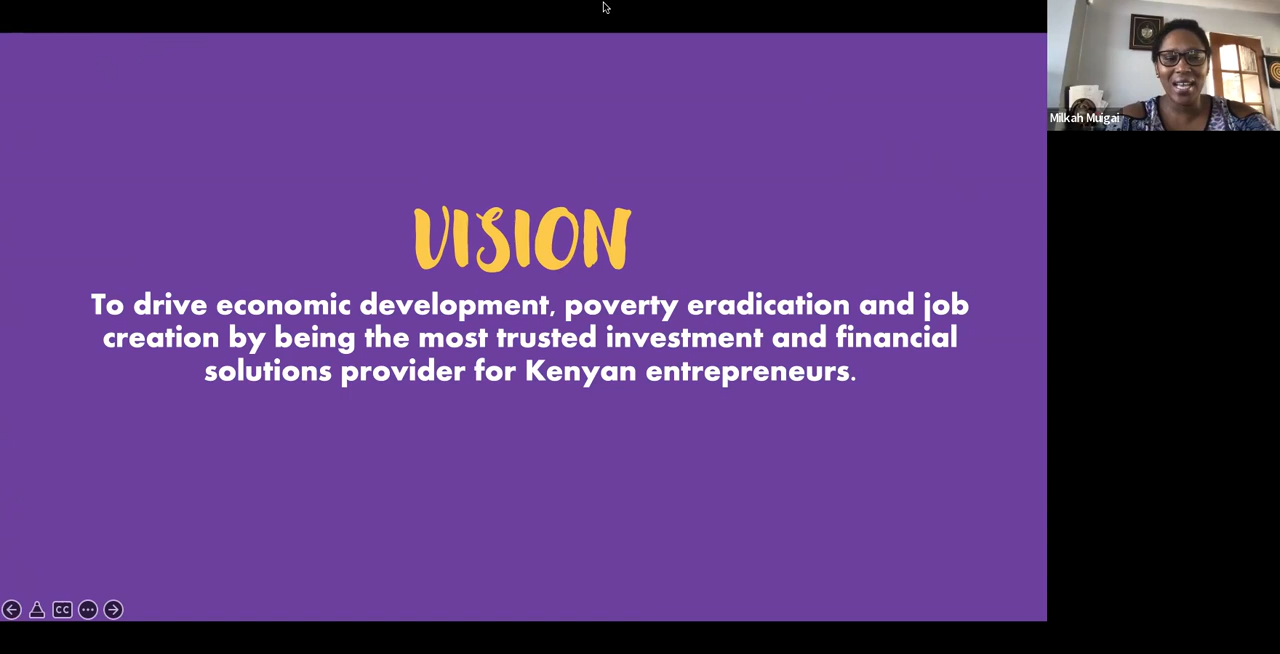 VISION
To drive economic development, poverty eradication and job
creation by being the most trusted investment and financial
solutions provider for Kenyan entrepreneurs.
Milkah Muigai
CC